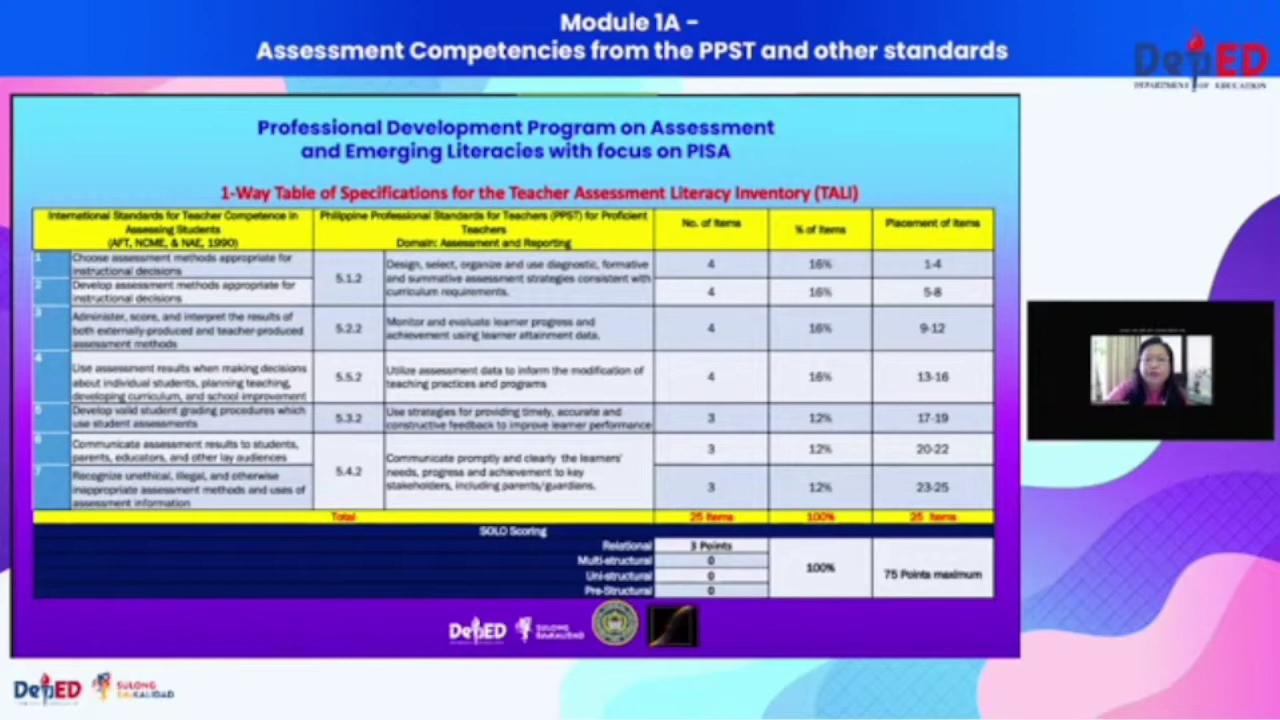 Module 1A -
Assessment Competencies from the PPST and other standards
DepED
DEPARTMENT OF EDUCATION
Professional Development Program on Assessment
and Emerging Literacies with focus on PISA
1-Way Table of Specifications for the Teacher Assessment Literacy Inventory (TALI)
International Standards for Teacher Competence in
Assessing Students
(AFT, NCME, & NAE, 1990)
Philippine Professional Standards for Teachers (PPST) for Proficient
Teachers
Domain: Assessment and Reporting
No. of Items
% of Items
Placement of Items
1
Choose assessment methods appropriate for
instructional decisions
5.1.2
Design, select, organize and use diagnostic, formative
and summative assessment strategies consistent with
curriculum requirements.
4
16%
1-4
2
Develop assessment methods appropriate for
instructional decisions
4
16%
5-8
3
Administer, score, and interpret the results of
both externally-produced and teacher-produced
assessment methods
5.2.2
Monitor and evaluate learner progress and
achievement using learner attainment data.
4
16%
9-12
4
Use assessment results when making decisions
about individual students, planning teaching,
developing curriculum, and school improvement
5.5.2
Utilize assessment data to inform the modification of
teaching practices and programs
4
16%
13-16
5
Develop valid student grading procedures which
use student assessments
5.3.2
Use strategies for providing timely, accurate and
constructive feedback to improve learner performance
3
12%
17-19
6
Communicate assessment results to students,
parents, educators, and other lay audiences
5.4.2
Communicate promptly and clearly the learners'
needs, progress and achievement to key
stakeholders, including parents/guardians.
3
12%
20-22
7
Recognize unethical, illegal, and otherwise
inappropriate assessment methods and uses of
assessment information
3
12%
23-25
Total
25 Items
100%
25 Items
SOLO Scoring
Relational
3 Points
100%
75 Points maximum
Multi-structural
0
Uni-structural
0
Pre-Structural
0
DepED
SULONG
EduKALIDAD
DepED
SULONG
EduKALIDAD